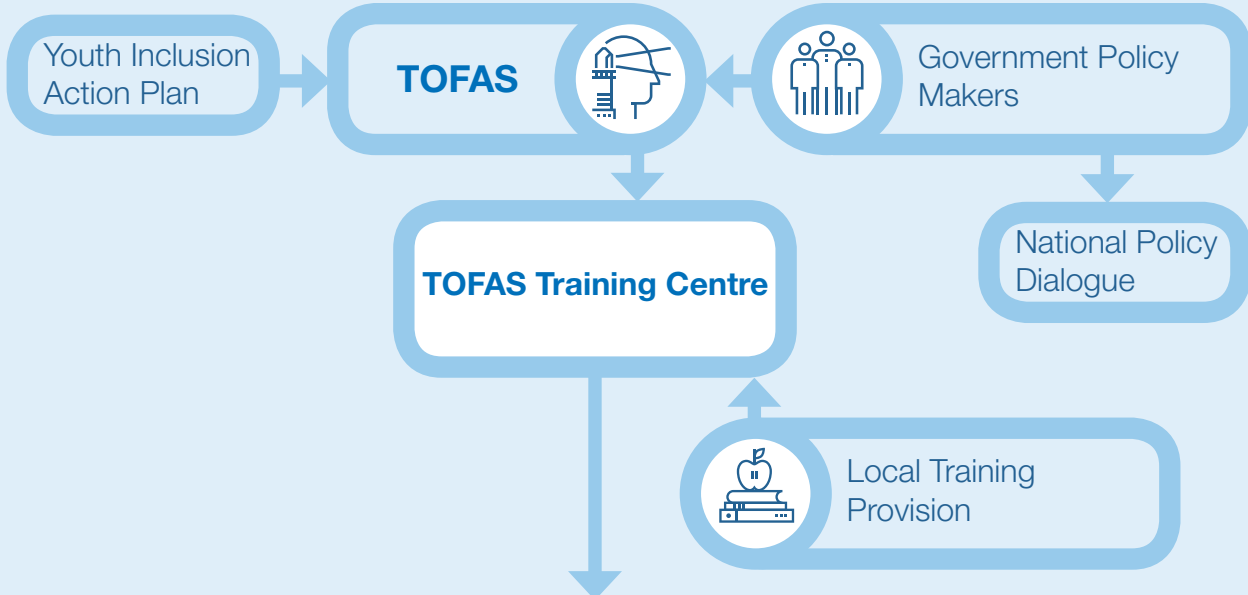 Youth Inclusion
Action Plan
TOFAS
Government Policy
Makers
TOFAS Training Centre
National Policy
Dialogue
Local Training
Provision